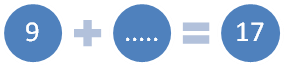 9 + ..... = 17